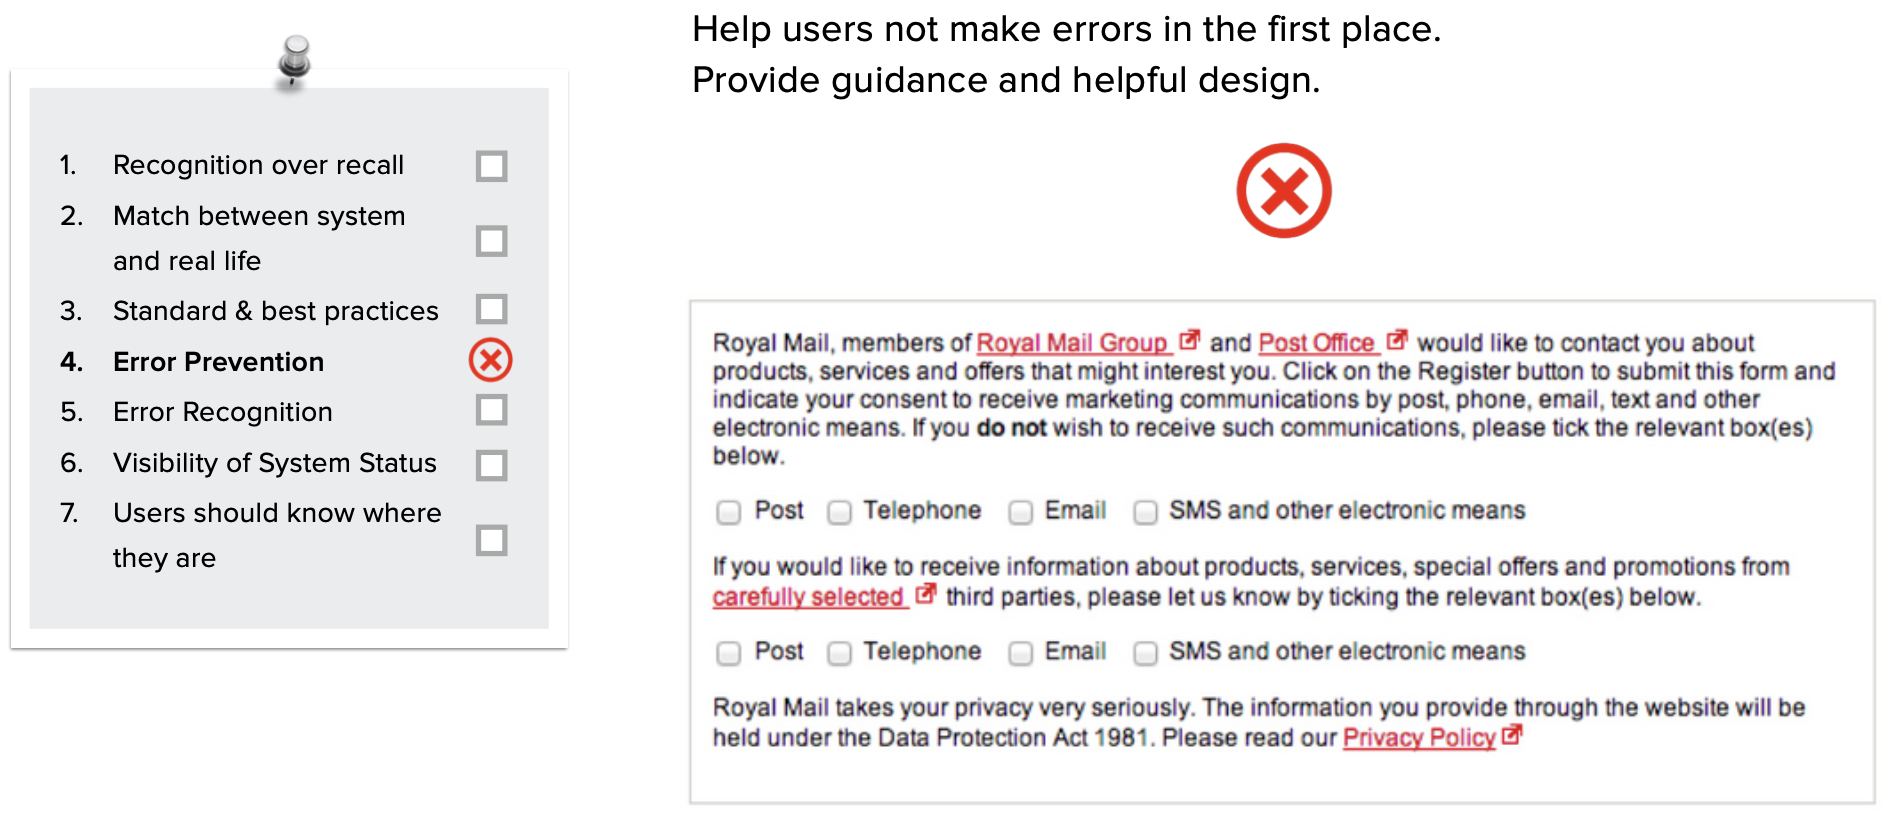 Help users not make errors in the first place.
Provide guidance and helpful design.
1. Recognition over recall
2. Match between system
and real life
3. Standard & best practices
4. Error Prevention
5. Error Recognition
6. Visibility of System Status
7. Users should know where
they are
Royal Mail, members of Royal Mail Group and Post Office would like to contact you about
products, services and offers that might interest you. Click on the Register button to submit this form and
indicate your consent to receive marketing communications by post, phone, email, text and other
electronic means. If you do not wish to receive such communications, please tick the relevant box(es)
below.
Post Telephone Email SMS and other electronic means
If you would like to receive information about products, services, special offers and promotions from
carefully selected third parties, please let us know by ticking the relevant box(es) below.
Post Telephone Email SMS and other electronic means
Royal Mail takes your privacy very seriously. The information you provide through the website will be
held under the Data Protection Act 1981. Please read our Privacy Policy